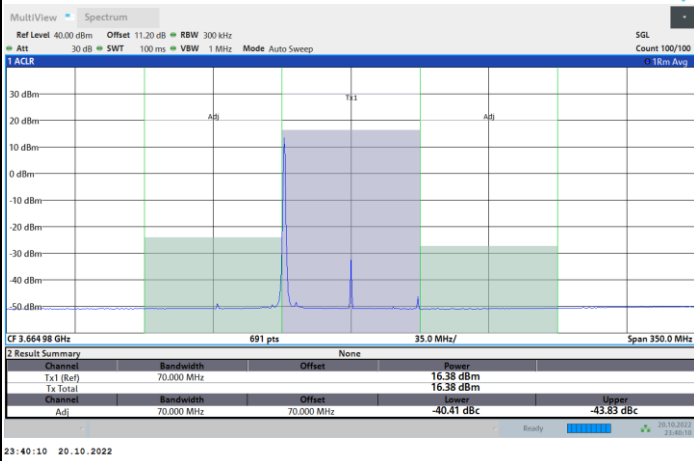 MultiView Spectrum
Ref Level 40.00 dBm Offset 11.20 dB RBW 300 kHz SGL
Att 30 dB SWT 100 ms VBW 1 MHz Mode Auto Sweep Count 100/100
1 ACLR 1Rm Avg
30 dBm
Tx1
20 dBm
Adj Adj
10 dBm
0 dBm
-10 dBm
-20 dBm
-30 dBm
-40 dBm
-50 dBm
CF 3.664 98 GHz 691 pts 35.0 MHz/ Span 350.0 MHz
2 Result Summary None
Channel Bandwidth Offset Power
Tx1 (Ref) 70.000 MHz 16.38 dBm
Tx Total 16.38 dBm
Channel Bandwidth Offset Lower Upper
Adj 70.000 MHz 70.000 MHz -40.41 dBc -43.83 dBc
Ready 20.10.2022
23:40:10
23:40:10 20.10.2022